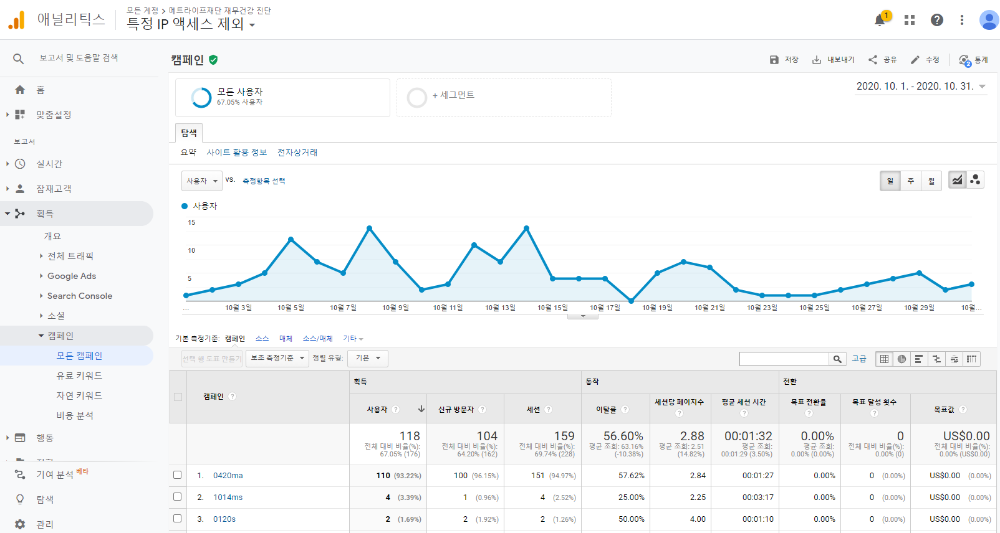 애널리틱스
모든 계정 > 메트라이프재단 재무건강 진단
특정 IP 액세스 제외
1
보고서 및 도움말 검색
홈
맞춤설정
보고서
실시간
잠재고객
획득
개요
전체 트래픽
Google Ads
Search Console
소셜
캠페인
모든 캠페인
유료 키워드
자연 키워드
비용 분석
행동
기여 분석 베타
탐색
관리
캠페인
저장 내보내기 공유 수정 2 통계
모든 사용자
67.05% 사용자
+ 세그먼트
2020. 10. 1. - 2020. 10. 31.
탐색
요약 사이트 활용 정보 전자상거래
사용자 vs. 측정항목 선택
일 주 월
사용자
15
10
5
... 10월 3일 10월 5일 10월 7일 10월 9일 10월 11일 10월 13일 10월 15일 10월 17일 10월 19일 10월 21일 10월 23일 10월 25일 10월 27일 10월 29일 10월...
기본 측정기준: 캠페인 소스 매체 소스/매체 기타
선택 행 도표 만들기 보조 측정기준 정렬 유형: 기본 고급
획득 동작 전환
캠페인 ?
사용자 ? 신규 방문자 ? 세션 ? 이탈률 ? 세션당 페이지수 ? 평균 세션 시간 ? 목표 전환율 ? 목표 달성 횟수 ? 목표값 ?
118 104 159 56.60% 2.88 00:01:32 0.00% 0 US$0.00
전체 대비 비율(%): 전체 대비 비율(%): 전체 대비 비율(%): 평균 조회: 63.16% 평균 조회: 2.51 평균 조회: 평균 조회: 전체 대비 비율(%): 전체 대비 비율(%):
67.05% (176) 64.20% (162) 69.74% (228) (-10.38%) (14.82%) 00:01:29 (3.50%) 0.00% (0.00%) 0.00% (0) 0.00% (US$0.00)
1. 0420ma 110 (93.22%) 100 (96.15%) 151 (94.97%) 57.62% 2.84 00:01:27 0.00% 0 (0.00%) US$0.00 (0.00%)
2. 1014ms 4 (3.39%) 1 (0.96%) 4 (2.52%) 25.00% 2.25 00:03:17 0.00% 0 (0.00%) US$0.00 (0.00%)
3. 0120s 2 (1.69%) 2 (1.92%) 2 (1.26%) 50.00% 4.00 00:01:10 0.00% 0 (0.00%) US$0.00 (0.00%)